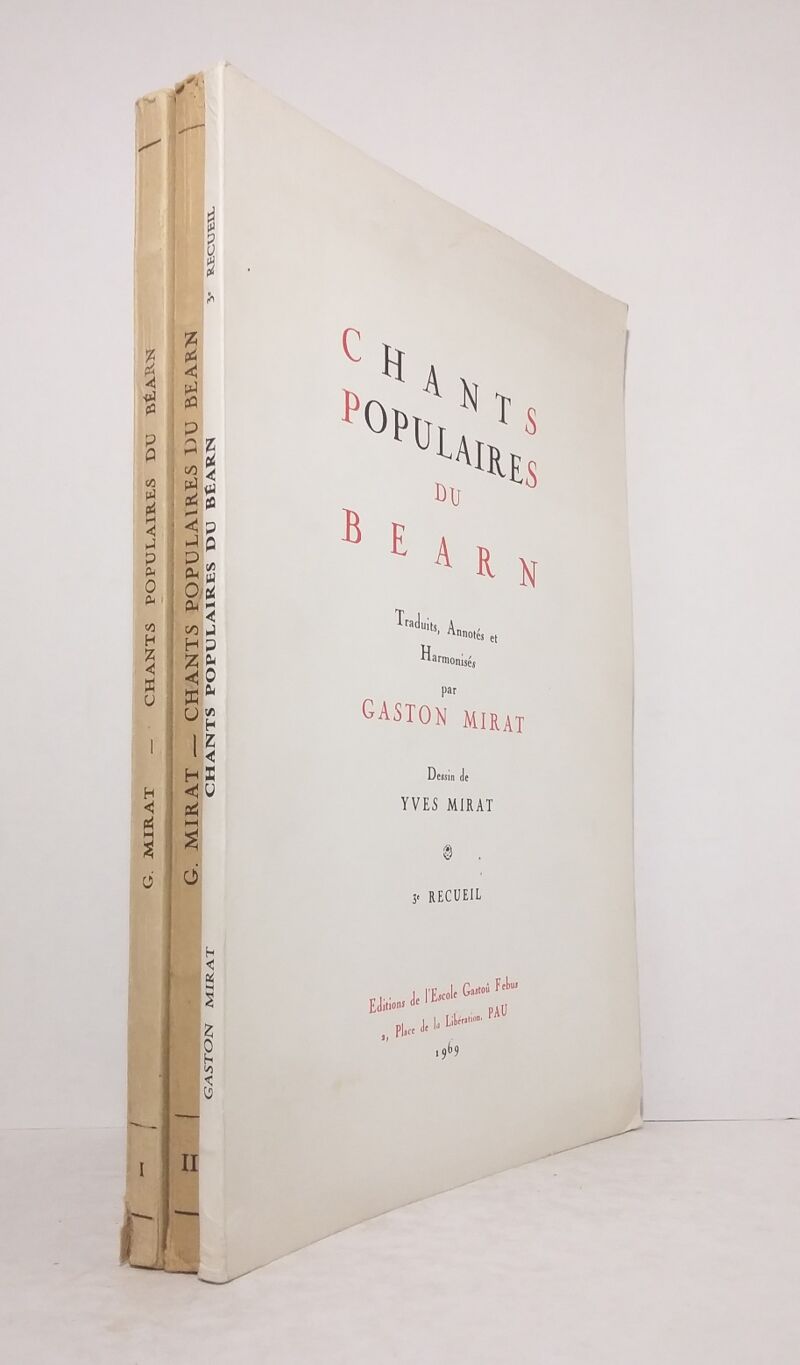 G. MIRAT — CHANTS POPULAIRES DU BÉARN
I
G. MIRAT — CHANTS POPULAIRES DU BEARN
II
GASTON MIRAT CHANTS POPULAIRES DU BÉARN 3e RECUEIL
CHANTS
POPULAIRES
DU
BEARN
Traduits, Annotés et
Harmonisés
par
GASTON MIRAT
Dessin de
YVES MIRAT
3e RECUEIL
Editions de l'Escole Gastoû Febus
2, Place de la Libération, PAU
1969